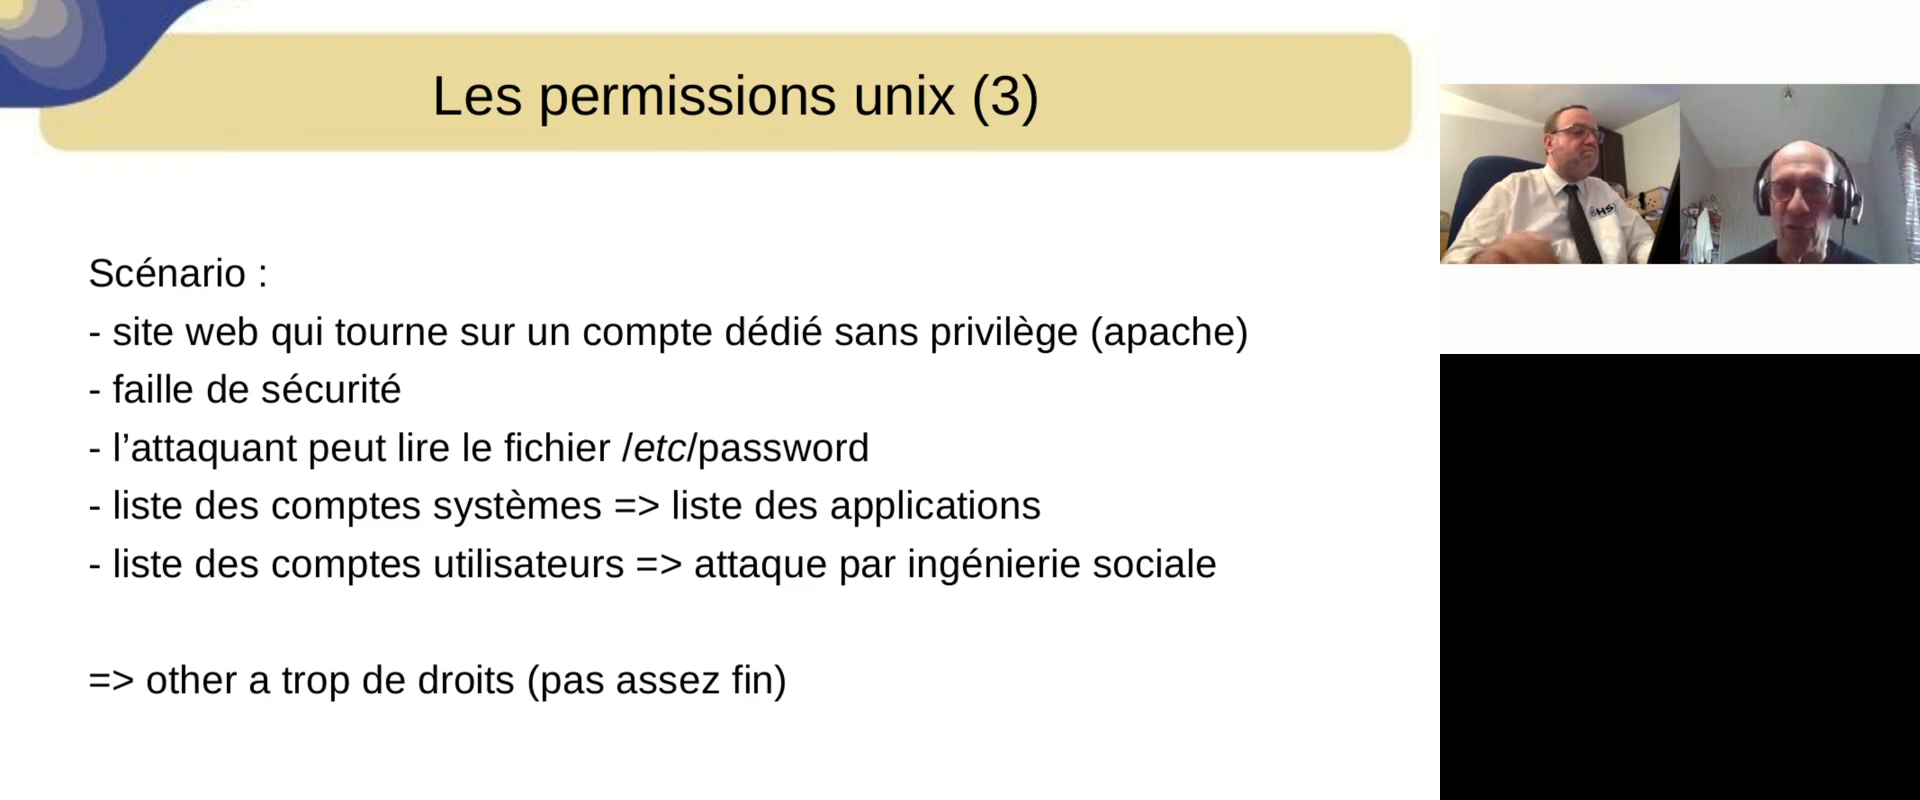 Les permissions unix (3)
Scénario :
- site web qui tourne sur un compte dédié sans privilège (apache)
- faille de sécurité
- l’attaquant peut lire le fichier /etc/password
- liste des comptes systèmes => liste des applications
- liste des comptes utilisateurs => attaque par ingénierie sociale
=> other a trop de droits (pas assez fin)